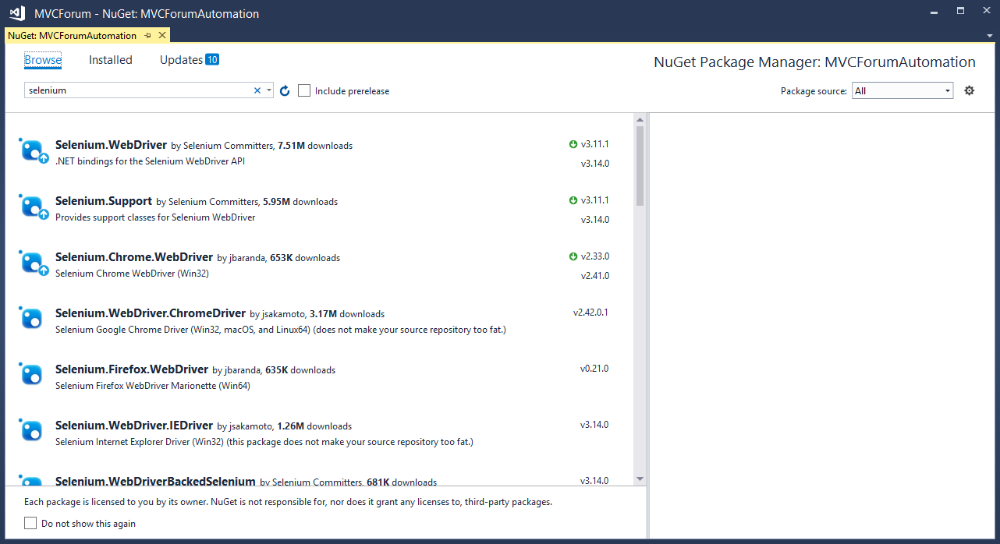 MVCForum - NuGet: MVCForumAutomation
NuGet: MVCForumAutomation
Browse Installed Updates 10
NuGet Package Manager: MVCForumAutomation
selenium
Include prerelease
Package source: All
Selenium.WebDriver by Selenium Committers, 7.51M downloads v3.11.1
.NET bindings for the Selenium WebDriver API v3.14.0
Selenium.Support by Selenium Committers, 5.95M downloads v3.11.1
Provides support classes for Selenium WebDriver v3.14.0
Selenium.Chrome.WebDriver by jbaranda, 653K downloads v2.33.0
Selenium Chrome WebDriver (Win32) v2.41.0
Selenium.WebDriver.ChromeDriver by jsakamoto, 3.17M downloads v2.42.0.1
Selenium Google Chrome Driver (Win32, macOS, and Linux64) (does not make your source repository too fat.)
Selenium.Firefox.WebDriver by jbaranda, 635K downloads v0.21.0
Selenium Firefox WebDriver Marionette (Win64)
Selenium.WebDriver.IEDriver by jsakamoto, 1.26M downloads v3.14.0
Selenium Internet Explorer Driver (Win32) (this package does not make your source repository too fat.)
Selenium.WebDriverBackedSelenium by Selenium Committers, 681K downloads v3.14.0
Each package is licensed to you by its owner. NuGet is not responsible for, nor does it grant any licenses to, third-party packages.
Do not show this again